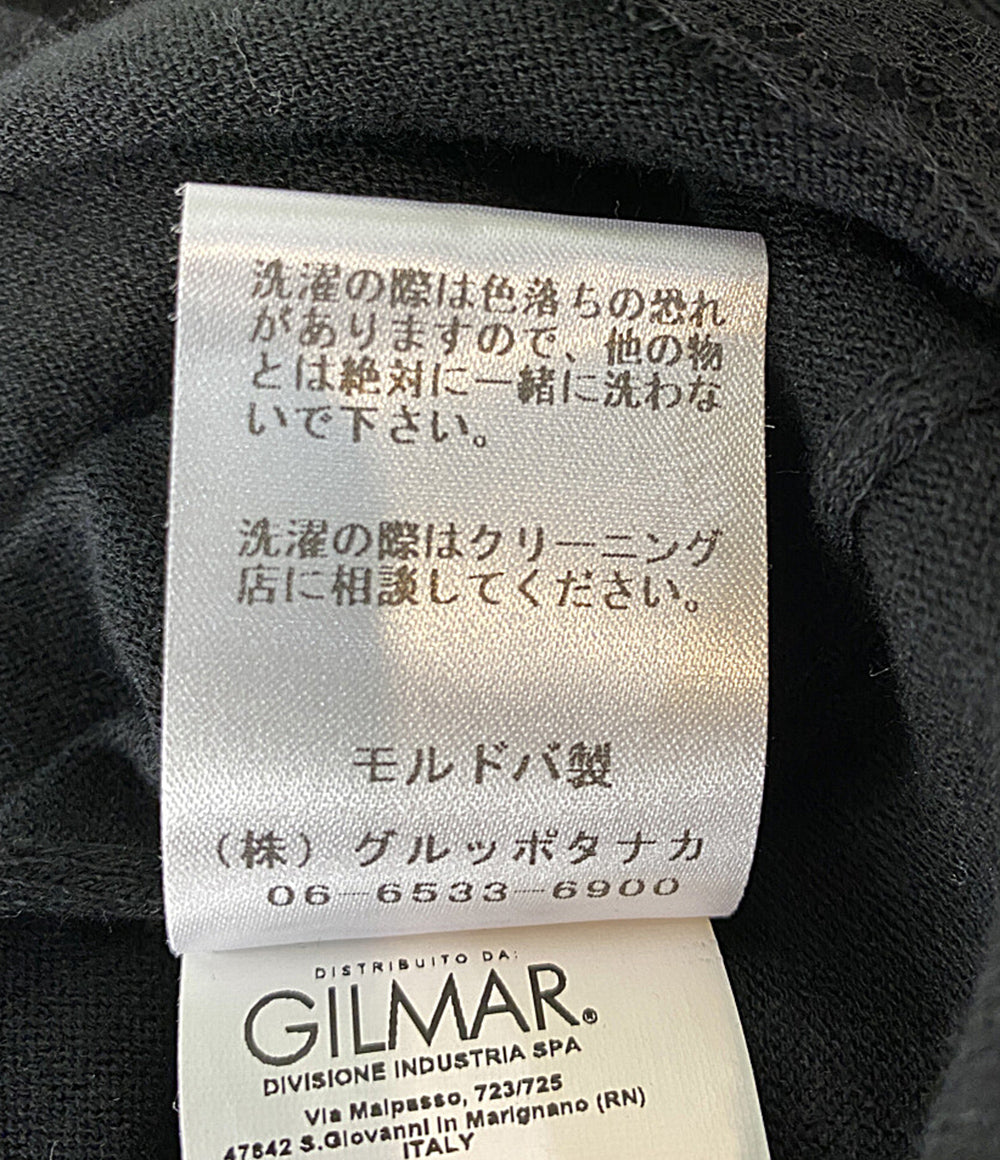 洗濯の際は色落ちの恐れ
がありますので、他の物
とは絶対に一緒に洗わな
いで下さい。
洗濯の際はクリーニング
店に相談してください。
モルドバ製
（株）グルッポタナカ
06-6533-6900
DISTRIBUITO DA:
GILMAR®
DIVISIONE INDUSTRIA SPA
Via Malpasso, 723/725
47842 S.Giovanni in Marignano (RN)
ITALY